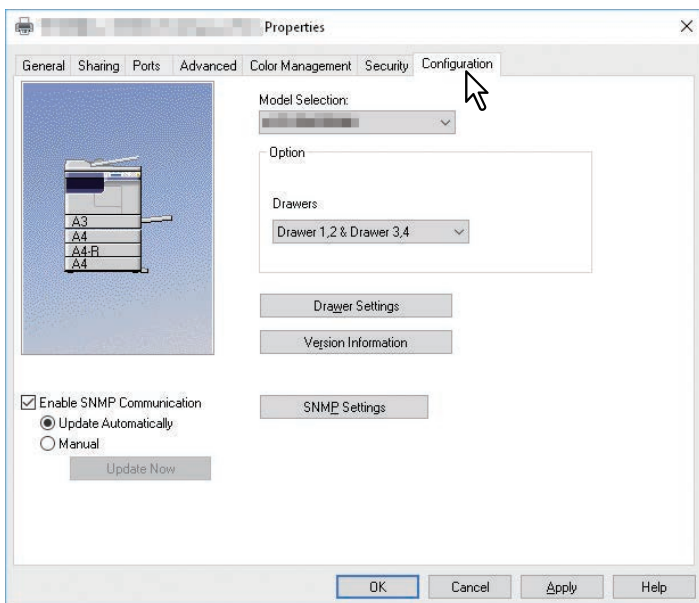 Properties
General Sharing Ports Advanced Color Management Security Configuration
Model Selection:
Option
Drawers
Drawer 1,2 & Drawer 3,4
A3
A4
A4-R
A4
Drawer Settings
Version Information
Enable SNMP Communication
Update Automatically
Manual
Update Now
SNMP Settings
OK Cancel Apply Help